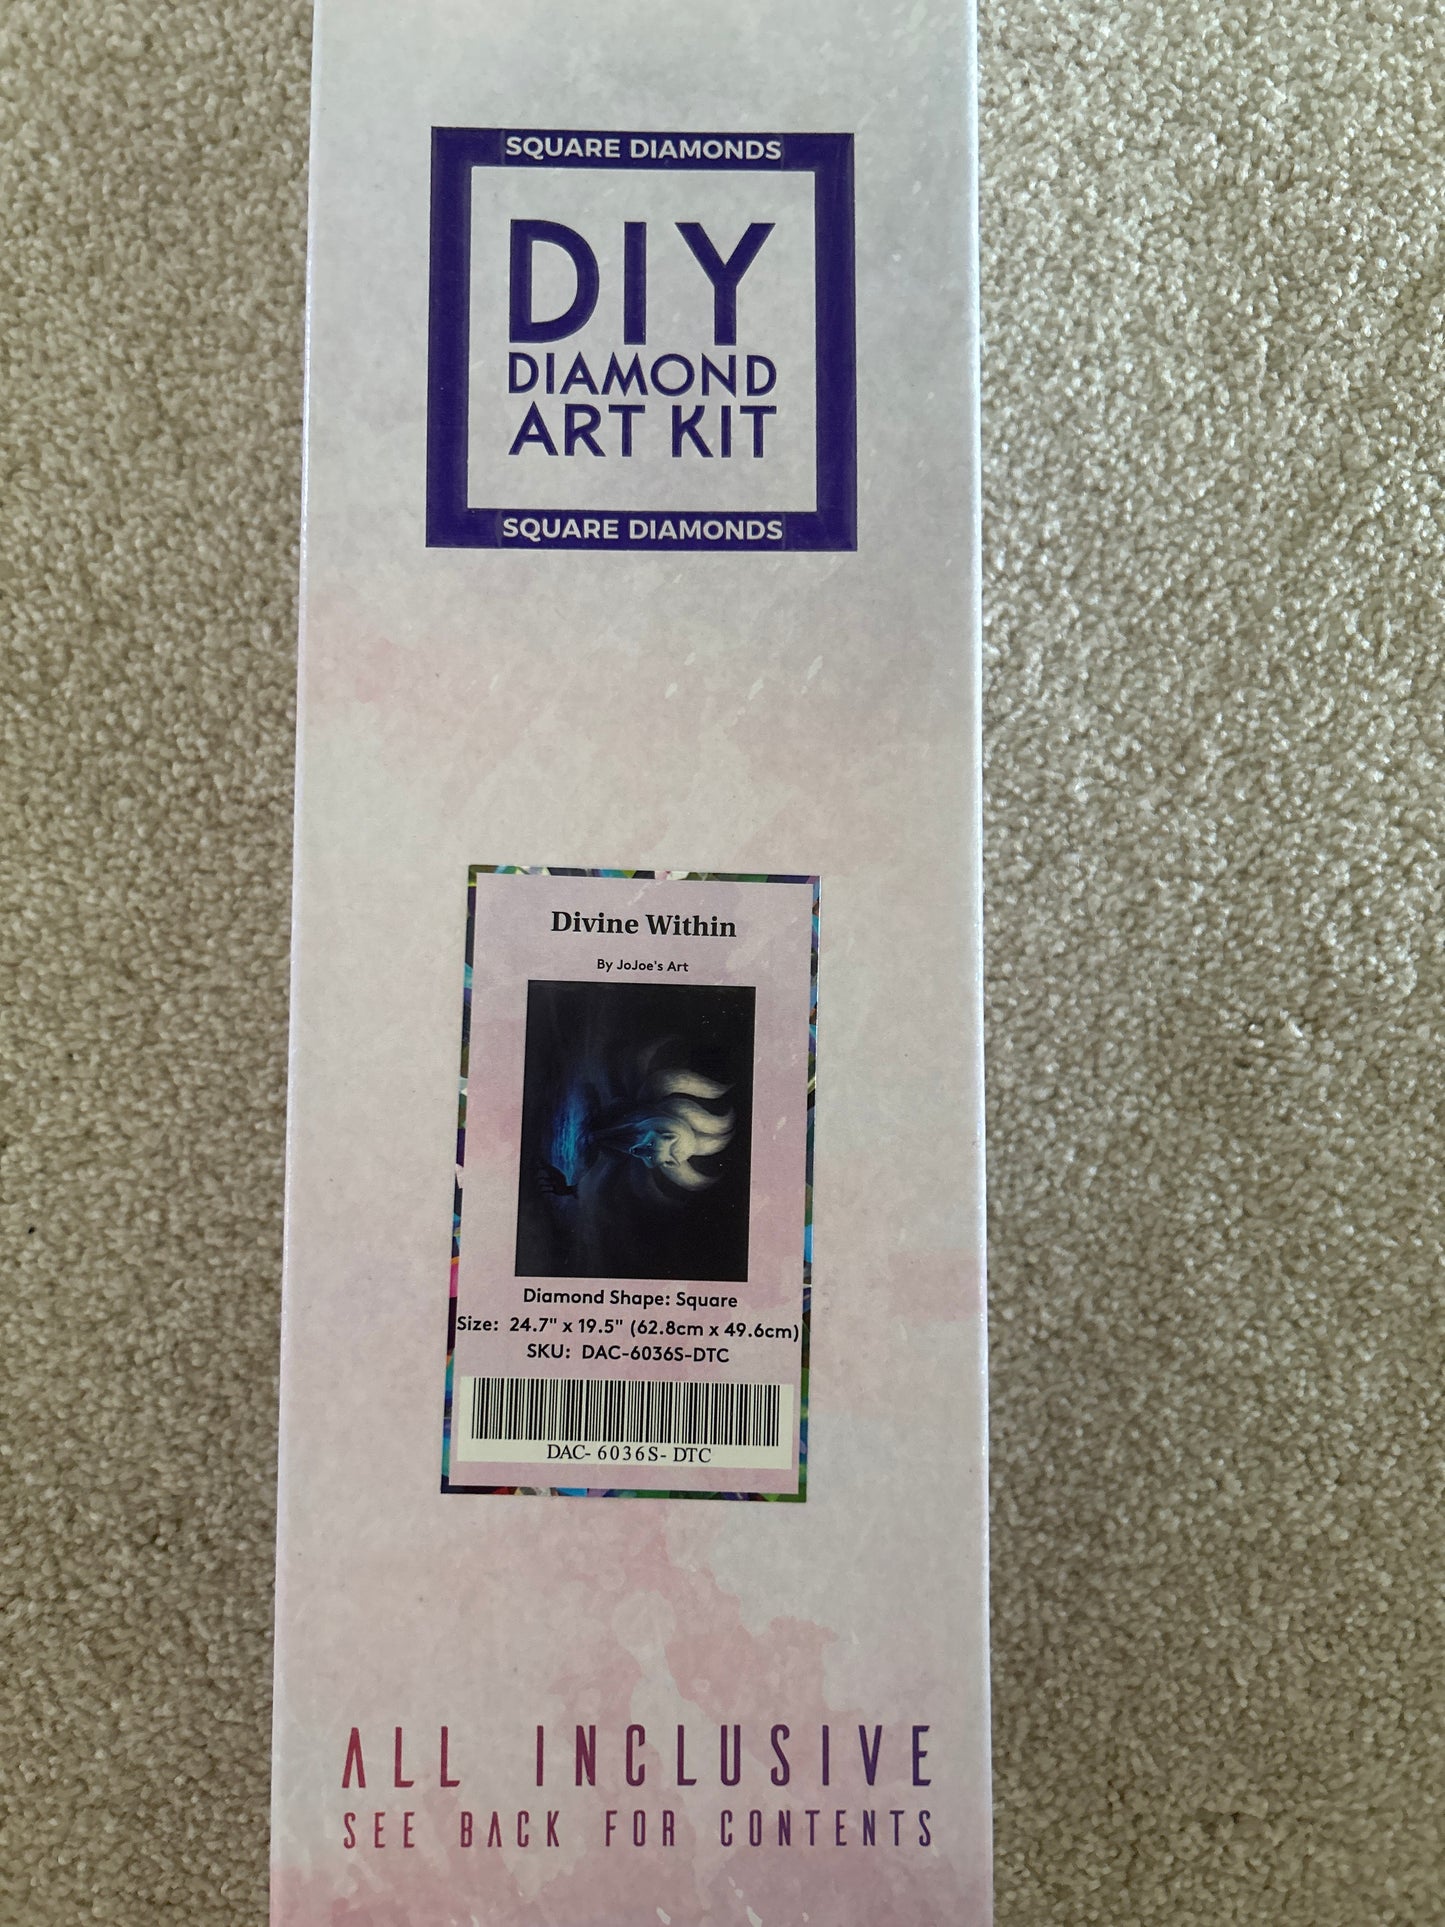 SQUARE DIAMONDS
DIY
DIAMOND
ART KIT
SQUARE DIAMONDS
Divine Within
By JoJoe's Art
Diamond Shape: Square
Size: 24.7" x 19.5" (62.8cm x 49.6cm)
SKU: DAC-6036S-DTC
DAC- 6036S- DTC
ALL INCLUSIVE
SEE BACK FOR CONTENTS